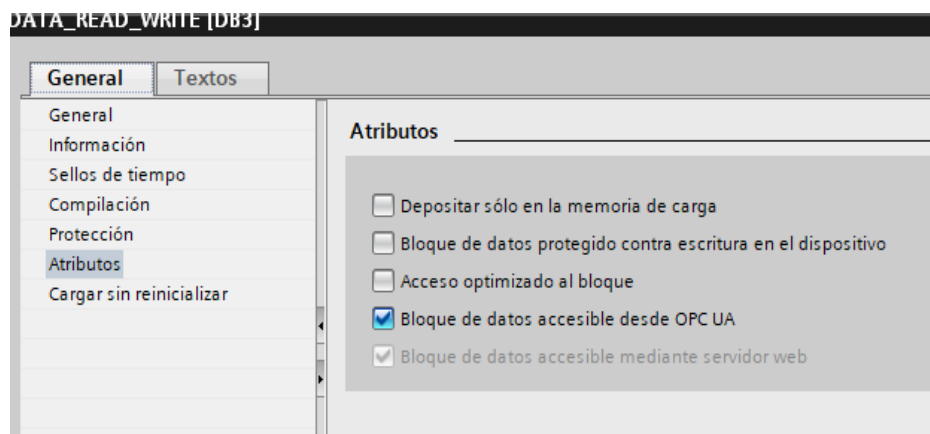 DATA_READ_WRITE [DB3]
General Textos
General
Información
Sellos de tiempo
Compilación
Protección
Atributos
Cargar sin reinicializar
Atributos
Depositar sólo en la memoria de carga
Bloque de datos protegido contra escritura en el dispositivo
Acceso optimizado al bloque
Bloque de datos accesible desde OPC UA
Bloque de datos accesible mediante servidor web